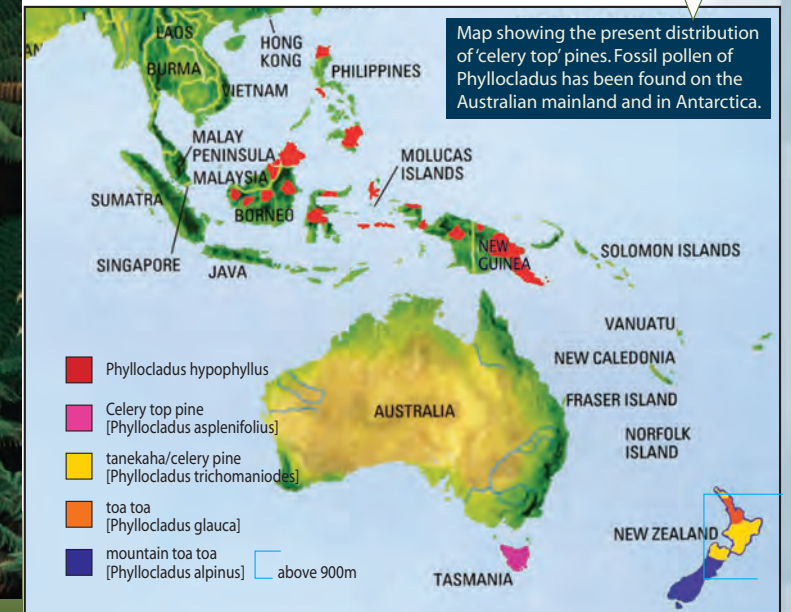 Map showing the present distribution
of ‘celery top’ pines. Fossil pollen of
Phyllocladus has been found on the
Australian mainland and in Antarctica.
LAOS
HONG
KONG
BURMA
PHILIPPINES
VIETNAM
MALAY
PENINSULA
MOLUCAS
ISLANDS
MALAYSIA
SUMATRA
BORNEO
NEW
GUINEA
SOLOMON ISLANDS
SINGAPORE
JAVA
VANUATU
NEW CALEDONIA
FRASER ISLAND
AUSTRALIA
NORFOLK
ISLAND
NEW ZEALAND
TASMANIA
Phyllocladus hypophyllus
Celery top pine
[Phyllocladus asplenifolius]
tanekaha/celery pine
[Phyllocladus trichomaniodes]
toa toa
[Phyllocladus glauca]
mountain toa toa
[Phyllocladus alpinus]
above 900m